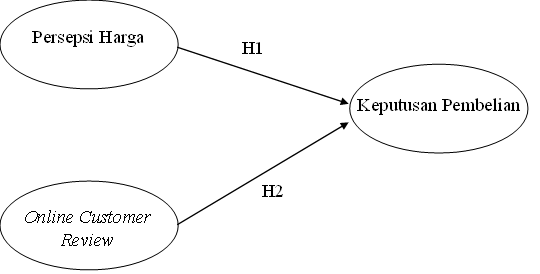 Persepsi Harga
H1
Keputusan Pembelian
H2
Online Customer
Review